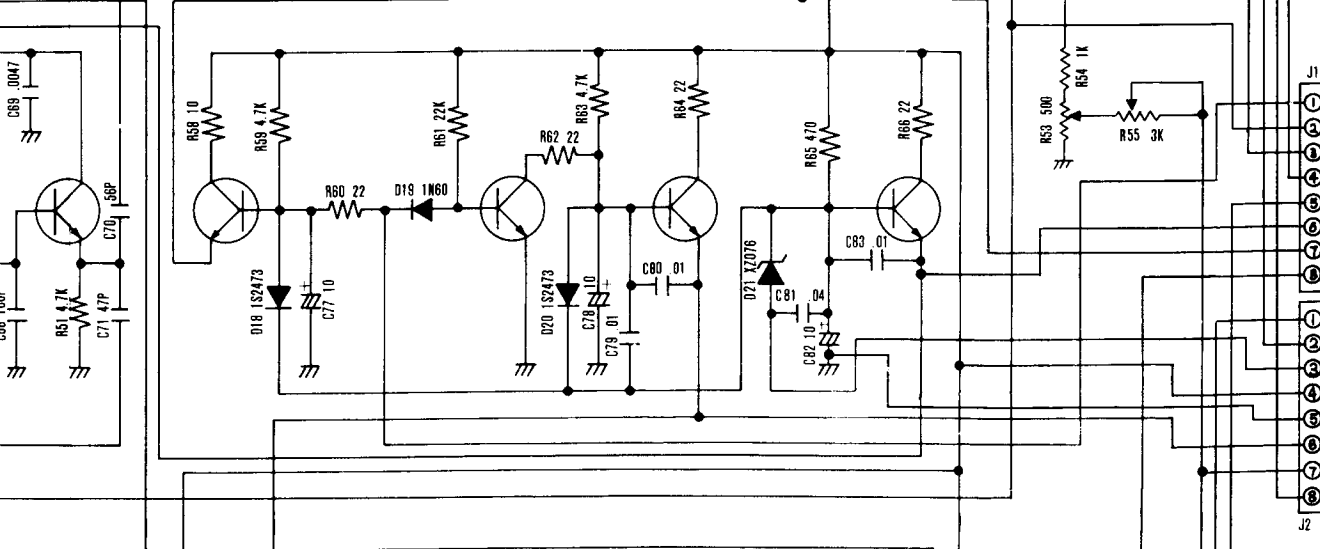 C69 .0047
R58 10
R59 4.7K
R61 22K
R62 22
R63 4.7K
R64 22
R65 470
R66 22
R54 1K
R53 500
R55 3K
J1
1
2
3
4
5
6
7
8
56P
C70
R60 22
D19 1N60
R51 4.7K
C71 47P
D18 1S2473
C77 10
+
D20 1S2473
C78 10
+
C79 .01
C80 .01
D21 XZ076
C81 .04
C82 10
+
C83 .01
1
2
3
4
5
6
7
8
J2